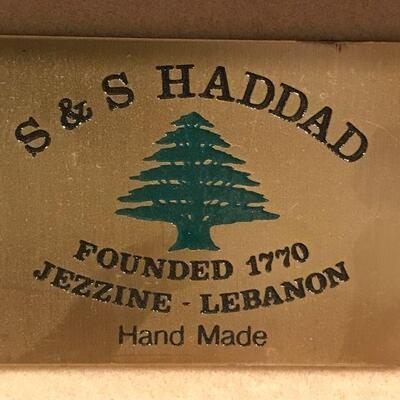 S & S HADDAD
FOUNDED 1770
JEZZINE - LEBANON
Hand Made